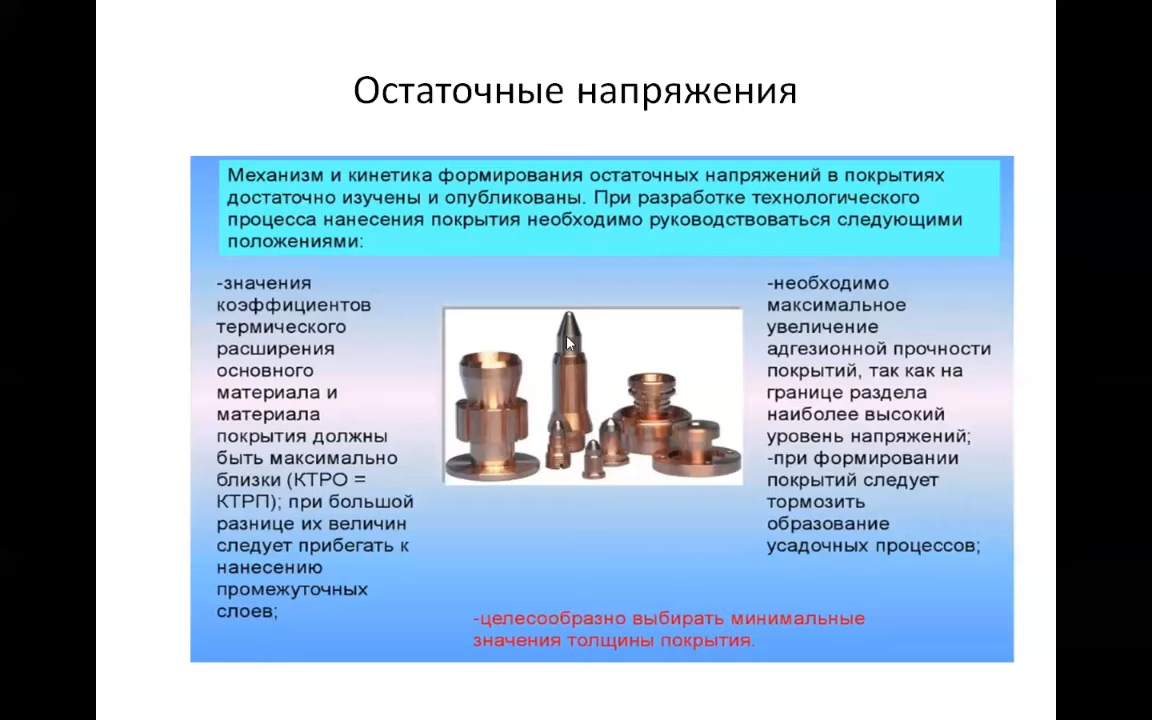 Остаточные напряжения
Механизм и кинетика формирования остаточных напряжений в покрытиях
достаточно изучены и опубликованы. При разработке технологического
процесса нанесения покрытия необходимо руководствоваться следующими
положениями:
-значения
коэффициентов
термического
расширения
основного
материала и
материала
покрытия должны
быть максимально
близки (КТРО =
КТРП); при большой
разнице их величин
следует прибегать к
нанесению
промежуточных
слоев;
-необходимо
максимальное
увеличение
адгезионной прочности
покрытий, так как на
границе раздела
наиболее высокий
уровень напряжений;
-при формировании
покрытий следует
тормозить
образование
усадочных процессов;
-целесообразно выбирать минимальные
значения толщины покрытия.